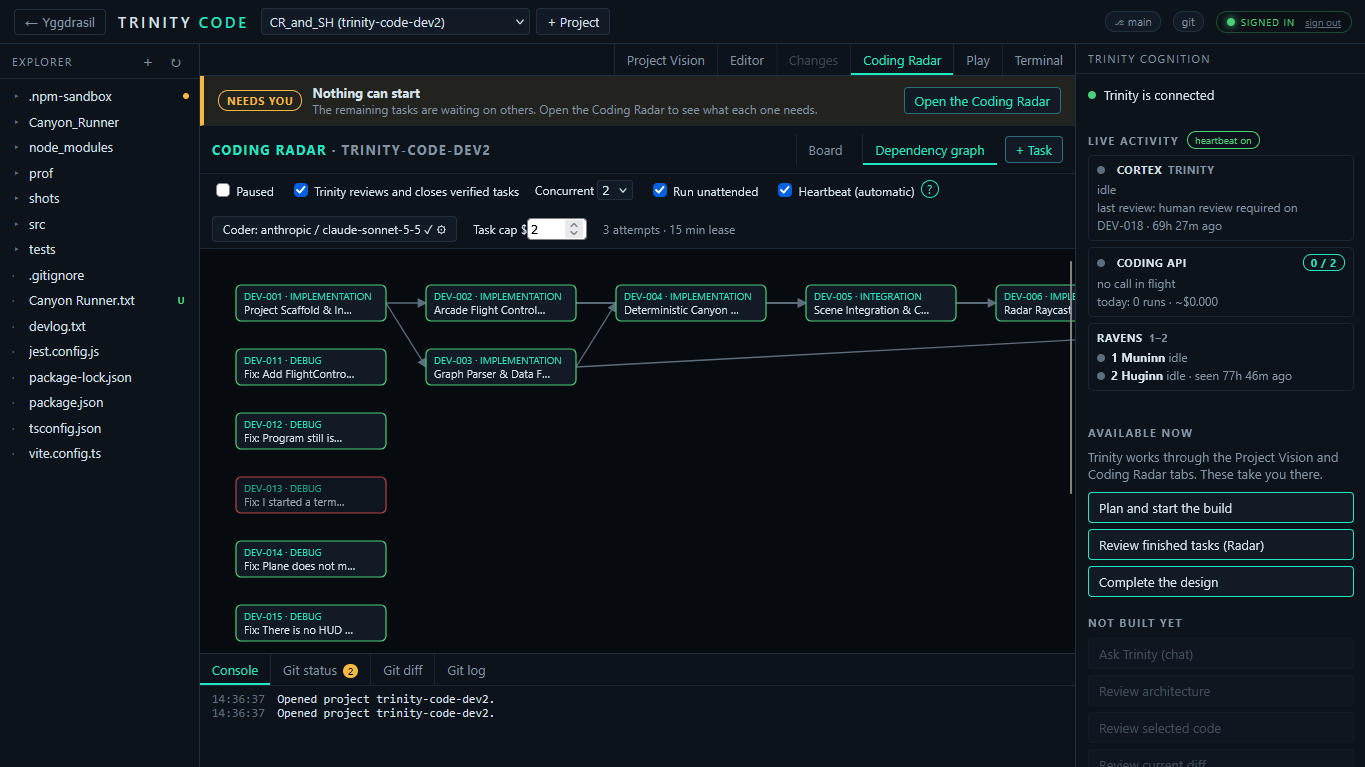 ← Yggdrasil
TRINITY CODE
CR_and_SH (trinity-code-dev2)
+ Project
main
git
SIGNED IN
sign out
EXPLORER
+ ↻
.npm-sandbox
Canyon_Runner
node_modules
prof
shots
src
tests
.gitignore
Canyon Runner.txt U
devlog.txt
jest.config.js
package-lock.json
package.json
tsconfig.json
vite.config.ts
Project Vision
Editor
Changes
Coding Radar
Play
Terminal
NEEDS YOU
Nothing can start
The remaining tasks are waiting on others. Open the Coding Radar to see what each one needs.
Open the Coding Radar
CODING RADAR · TRINITY-CODE-DEV2
Board
Dependency graph
+ Task
Paused
Trinity reviews and closes verified tasks
Concurrent 2
Run unattended
Heartbeat (automatic) ?
Coder: anthropic / claude-sonnet-5-5 ✓ ⚙
Task cap $ 2
3 attempts · 15 min lease
DEV-001 · IMPLEMENTATION
Project Scaffold & In...
DEV-002 · IMPLEMENTATION
Arcade Flight Control...
DEV-004 · IMPLEMENTATION
Deterministic Canyon ...
DEV-005 · INTEGRATION
Scene Integration & C...
DEV-006 · IMPLE
Radar Raycast
DEV-011 · DEBUG
Fix: Add FlightContro...
DEV-003 · IMPLEMENTATION
Graph Parser & Data F...
DEV-012 · DEBUG
Fix: Program still is...
DEV-013 · DEBUG
Fix: I started a term...
DEV-014 · DEBUG
Fix: Plane does not m...
DEV-015 · DEBUG
Fix: There is no HUD ...
Console
Git status 2
Git diff
Git log
14:36:37 Opened project trinity-code-dev2.
14:36:37 Opened project trinity-code-dev2.
TRINITY COGNITION
Trinity is connected
LIVE ACTIVITY
heartbeat on
CORTEX TRINITY
idle
last review: human review required on
DEV-018 · 69h 27m ago
CODING API
0 / 2
no call in flight
today: 0 runs · ~$0.000
RAVENS 1–2
1 Muninn idle
2 Huginn idle · seen 77h 46m ago
AVAILABLE NOW
Trinity works through the Project Vision and
Coding Radar tabs. These take you there.
Plan and start the build
Review finished tasks (Radar)
Complete the design
NOT BUILT YET
Ask Trinity (chat)
Review architecture
Review selected code
Review current diff